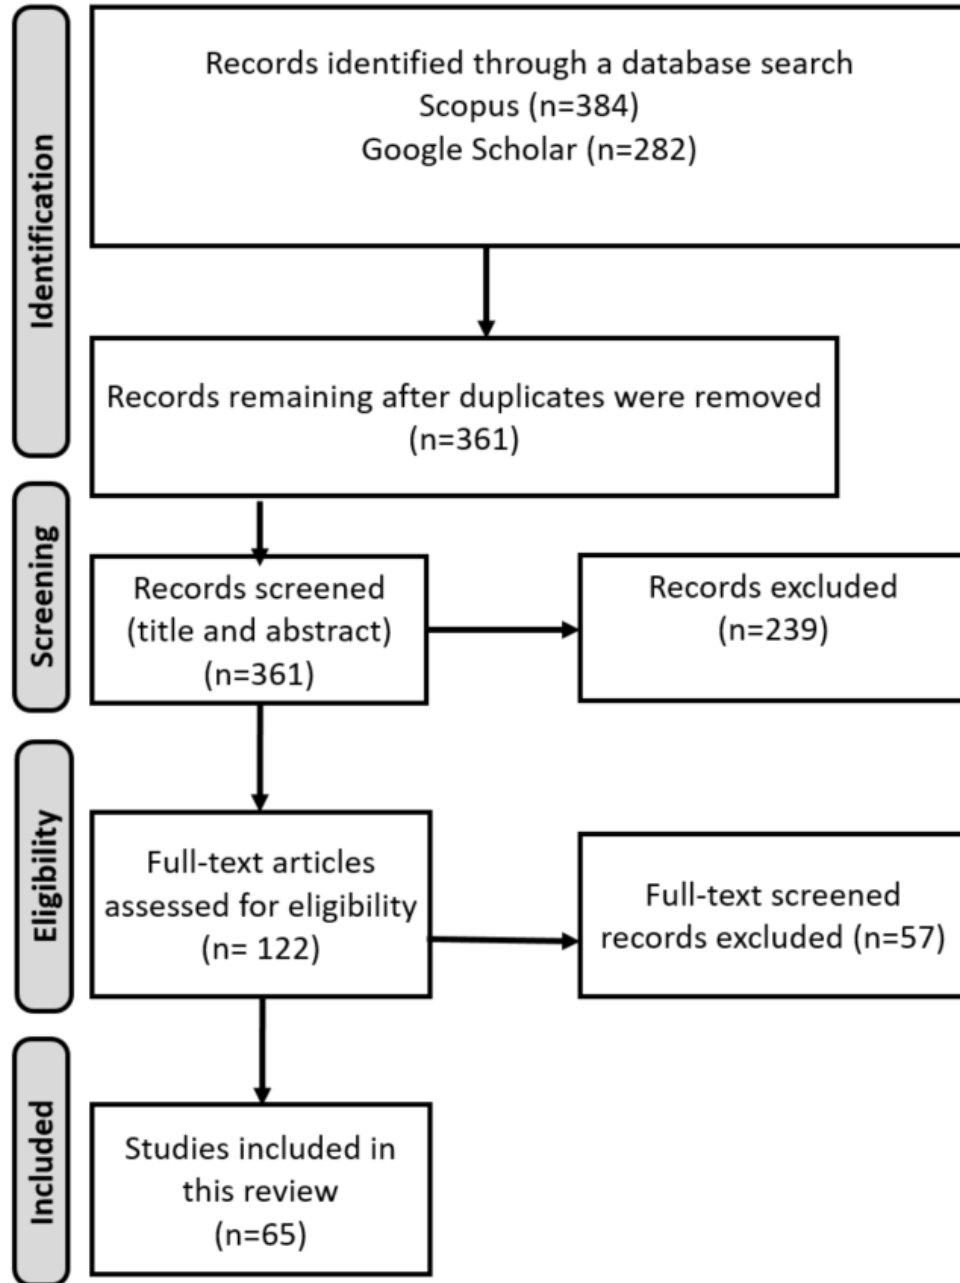 Identification
Records identified through a database search
Scopus (n=384)
Google Scholar (n=282)
Records remaining after duplicates were removed
(n=361)
Screening
Records screened
(title and abstract)
(n=361)
Records excluded
(n=239)
Eligibility
Full-text articles
assessed for eligibility
(n= 122)
Full-text screened
records excluded (n=57)
Included
Studies included in
this review
(n=65)